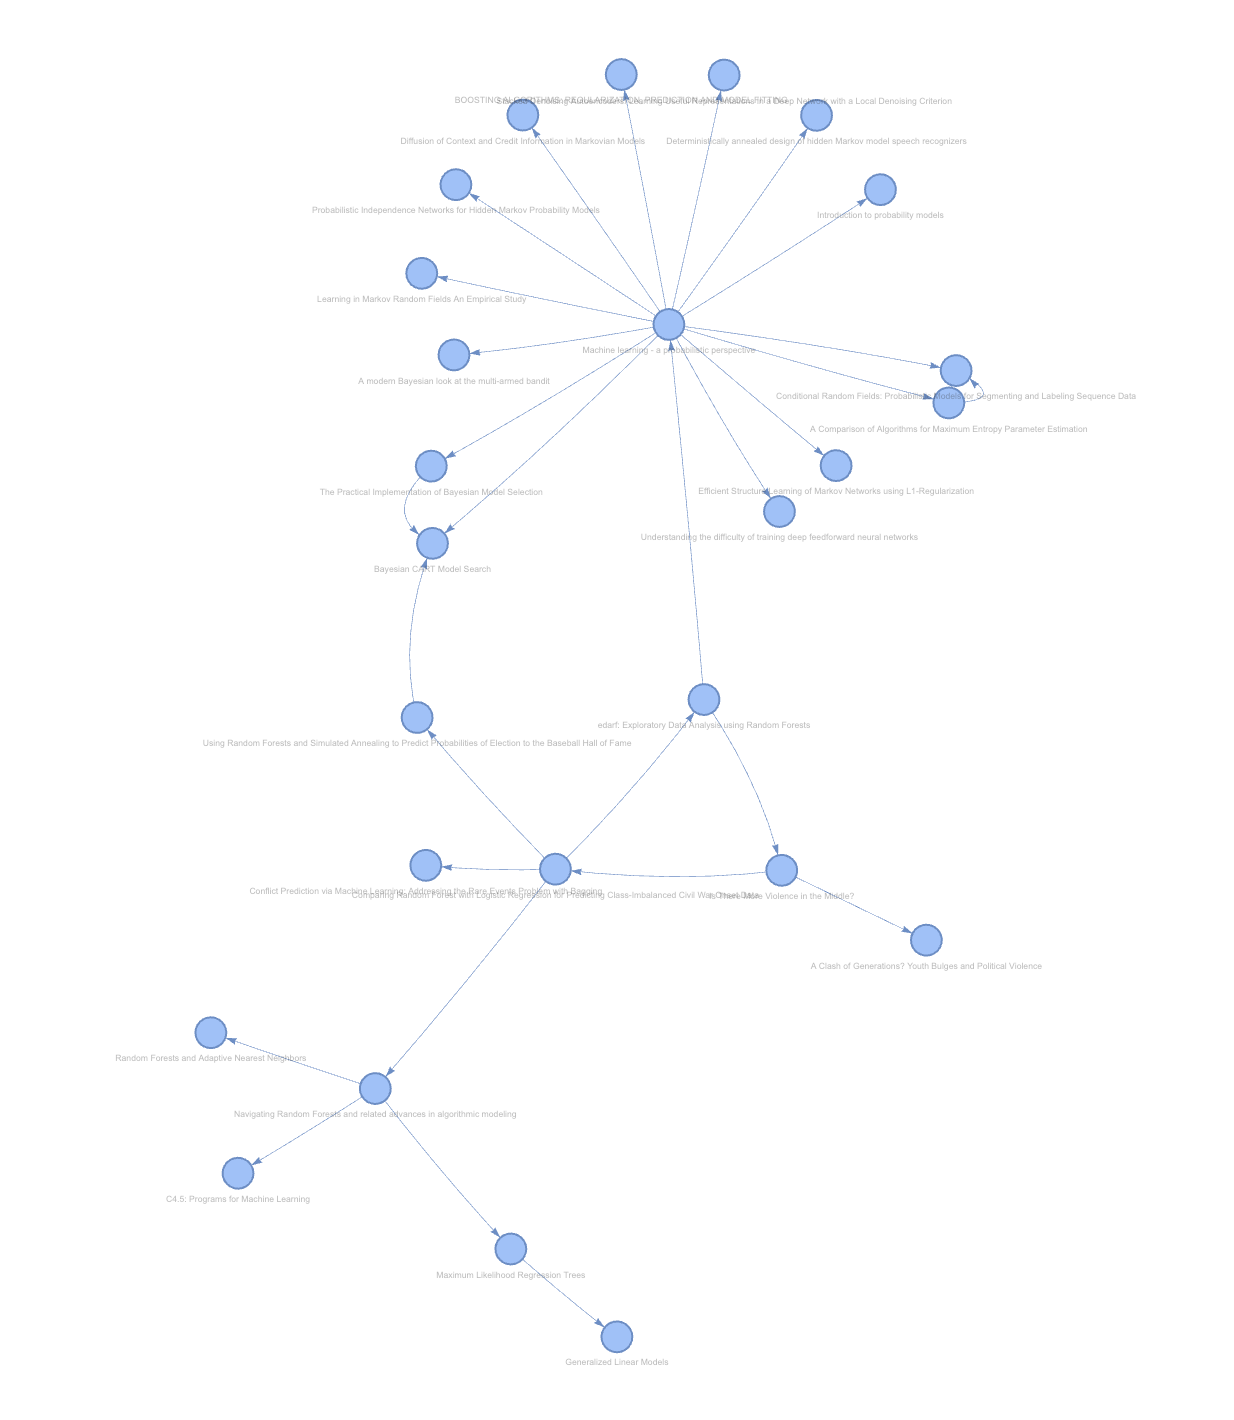 BOOSTING ALGORITHMS: REGULARIZATION, PREDICTION AND MODEL FITTING
Stacked Denoising Autoencoders: Learning Useful Representations in a Deep Network with a Local Denoising Criterion
Diffusion of Context and Credit Information in Markovian Models
Deterministically annealed design of hidden Markov model speech recognizers
Probabilistic Independence Networks for Hidden Markov Probability Models
Introduction to probability models
Learning in Markov Random Fields An Empirical Study
Machine learning - a probabilistic perspective
A modern Bayesian look at the multi-armed bandit
Conditional Random Fields: Probabilistic Models for Segmenting and Labeling Sequence Data
A Comparison of Algorithms for Maximum Entropy Parameter Estimation
The Practical Implementation of Bayesian Model Selection
Efficient Structure Learning of Markov Networks using L1-Regularization
Understanding the difficulty of training deep feedforward neural networks
Bayesian CART Model Search
edarf: Exploratory Data Analysis using Random Forests
Using Random Forests and Simulated Annealing to Predict Probabilities of Election to the Baseball Hall of Fame
Conflict Prediction via Machine Learning: Addressing the Rare Events Problem with Bagging
Comparing Random Forest with Logistic Regression for Predicting Class-Imbalanced Civil War Onset Data
Is There More Violence in the Middle?
A Clash of Generations? Youth Bulges and Political Violence
Random Forests and Adaptive Nearest Neighbors
Navigating Random Forests and related advances in algorithmic modeling
C4.5: Programs for Machine Learning
Maximum Likelihood Regression Trees
Generalized Linear Models